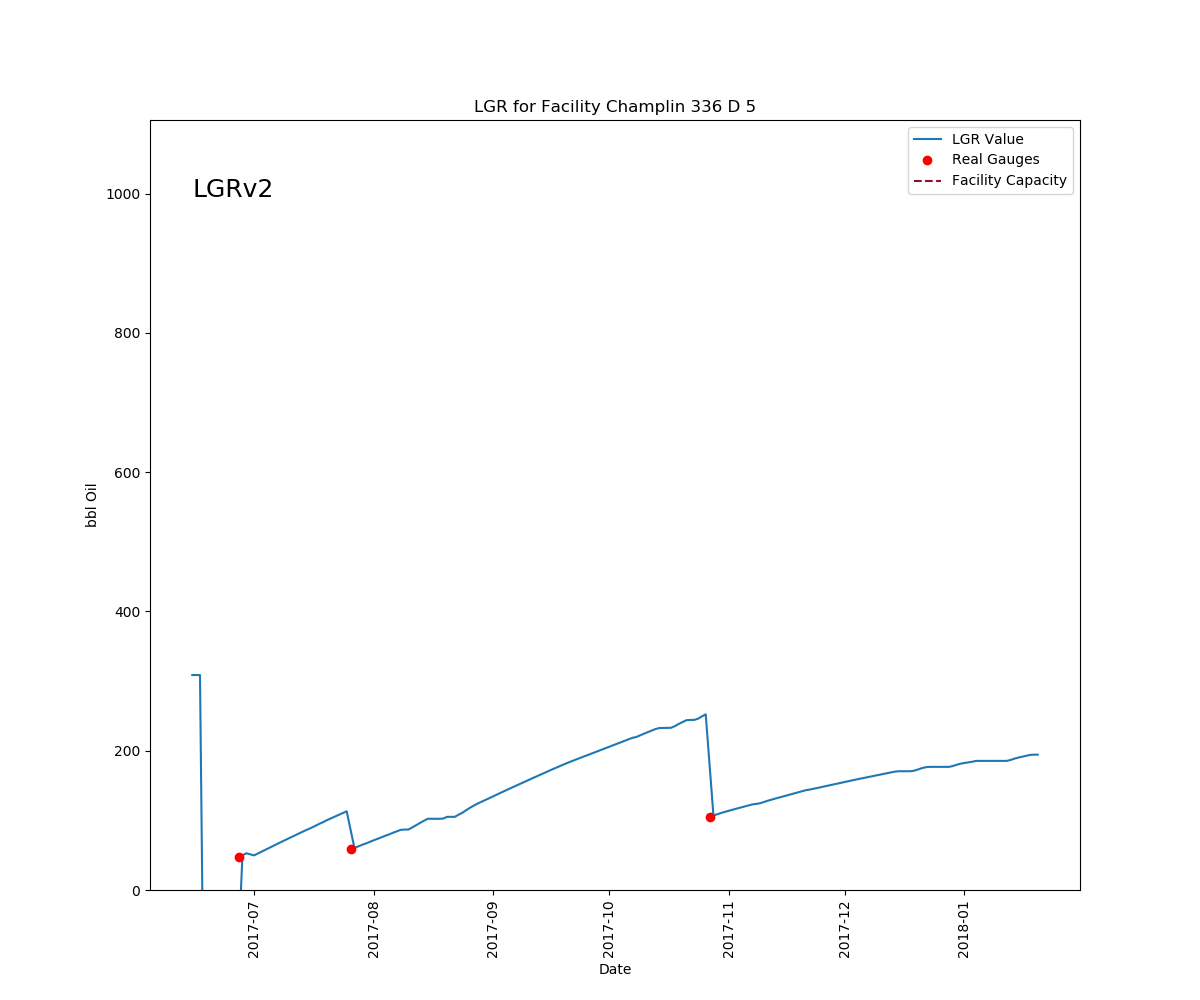 LGR for Facility Champlin 336 D 5
LGR Value
Real Gauges
Facility Capacity
LGRv2
1000
800
600
400
200
0
bbl Oil
2017-07
2017-08
2017-09
2017-10
2017-11
2017-12
2018-01
Date